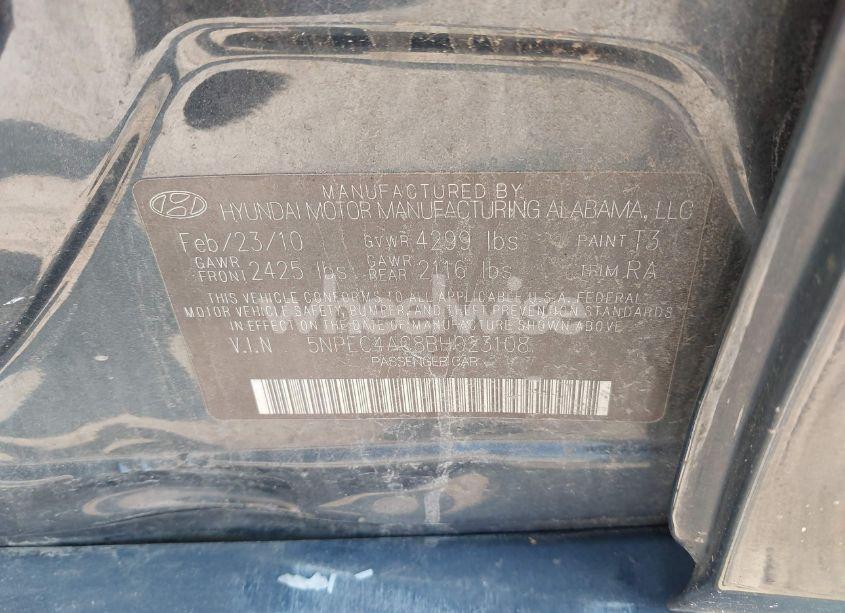 MANUFACTURED BY
HYUNDAI MOTOR MANUFACTURING ALABAMA, LLC
Feb/23/10 GVWR 4299 lbs PAINT T3
GAWR FRONT 2425 lbs GAWR REAR 2116 lbs TRIM RA
THIS VEHICLE CONFORMS TO ALL APPLICABLE U.S.A. FEDERAL
MOTOR VEHICLE SAFETY, BUMPER, AND THEFT PREVENTION STANDARDS
IN EFFECT ON THE DATE OF MANUFACTURE SHOWN ABOVE
V.I.N 5NPEC4AC8BH023108
PASSENGER CAR